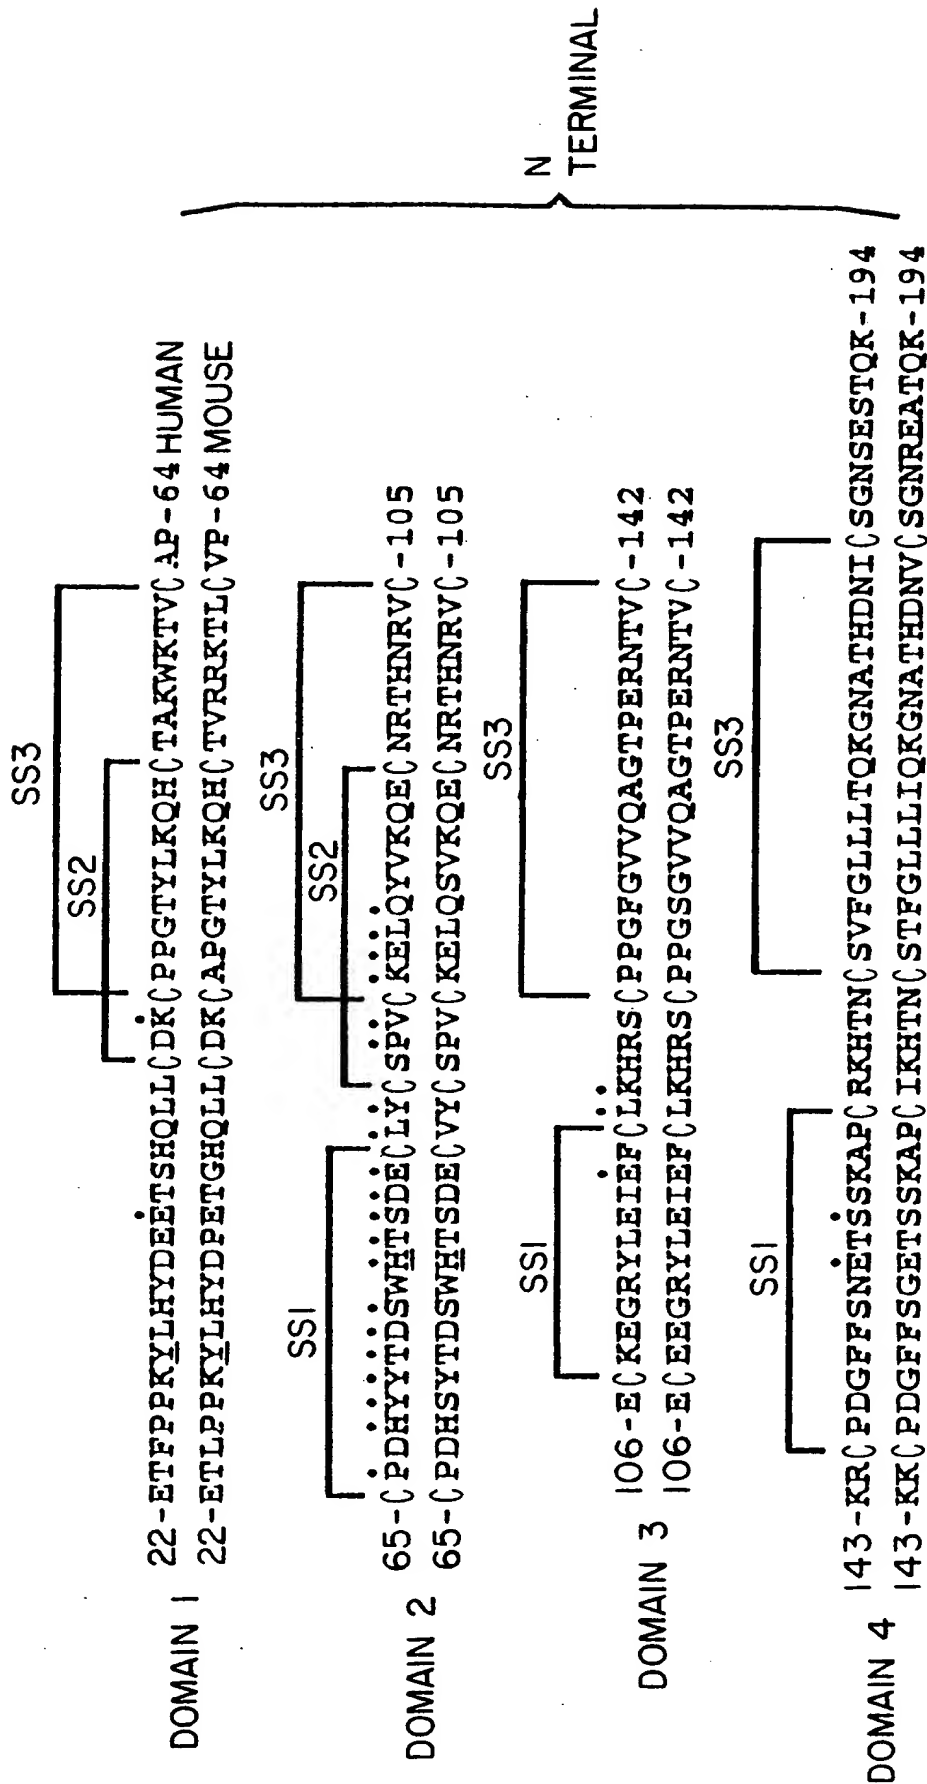 SS3
SS2
DOMAIN 1
22-ETFPPKYLHYDEETSHQLLCDKCPPGTYLKQHCTAKWKTVCAP-64 HUMAN
22-ETLPPKYLHYDPETGHQLLCDKCAPGTYLKQHCTVRRKTLCVP-64 MOUSE
SS3
SS1
SS2
DOMAIN 2
65-CPDHYYTDSWHTSDECLYCSPVCKELQYVKQECNRTHNRVC-105
65-CPDHSYTDSWHTSDECVYCSPVCKELQSVKQECNRTHNRVC-105
SS1
SS3
DOMAIN 3
106-ECKEGRYLEIEFCLKHRSCPPGFGVVQAGTPERNTVC-142
106-ECEEGRYLEIEFCLKHRSCPPGSGVVQAGTPERNTVC-142
SS1
SS3
DOMAIN 4
143-KRCPDGFFSNETSSKAPCRKHTNCSVFGLLLTQKGNATHDNICSGNSESTQK-194
143-KKCPDGFFSGETSSKAPCIKHTNCSTFGLLLIQKGNATHDNVCSGNREATQK-194
N
TERMINAL